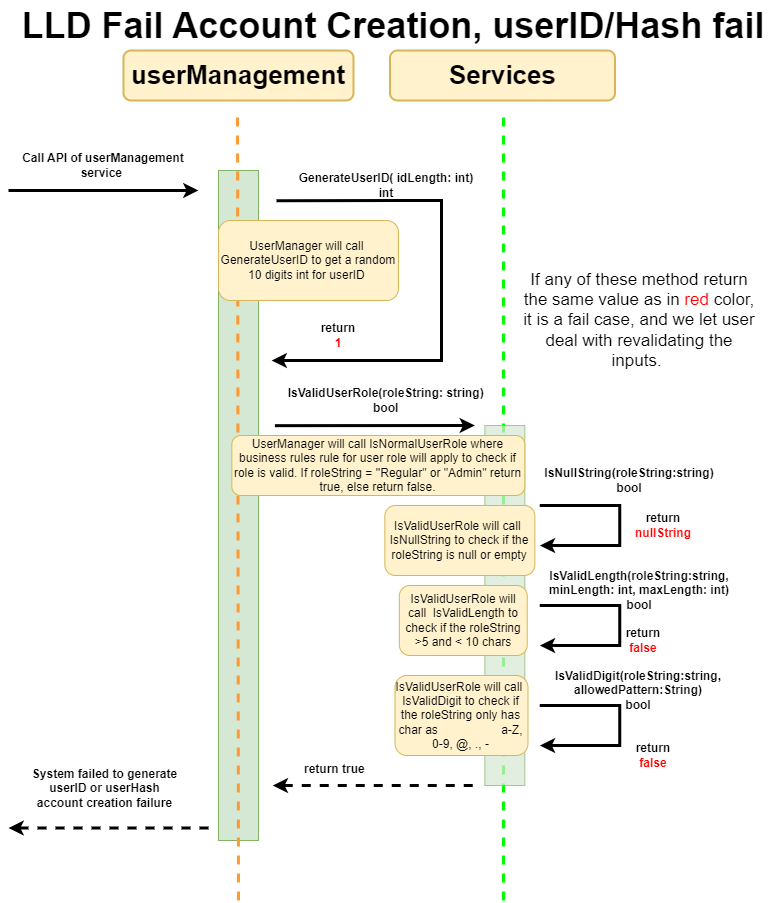 LLD Fail Account Creation, userID/Hash fail
userManagement
Services
Call API of userManagement
service
GenerateUserID( idLength: int)
int
UserManager will call
GenerateUserID to get a random
10 digits int for userID
return
1
If any of these method return
the same value as in red color,
it is a fail case, and we let user
deal with revalidating the
inputs.
IsValidUserRole(roleString: string)
bool
UserManager will call IsNormalUserRole where
business rules rule for user role will apply to check if
role is valid. If roleString = "Regular" or "Admin" return
true, else return false.
IsNullString(roleString:string)
bool
IsValidUserRole will call
IsNullString to check if the
roleString is null or empty
return
nullString
IsValidLength(roleString:string,
minLength: int, maxLength: int)
bool
IsValidUserRole will
call IsValidLength to
check if the roleString
>5 and < 10 chars
return
false
IsValidDigit(roleString:string,
allowedPattern:String)
bool
IsValidUserRole will call
IsValidDigit to check if
the roleString only has
char as a-Z,
0-9, @, ., -
return
false
return true
System failed to generate
userID or userHash
account creation failure